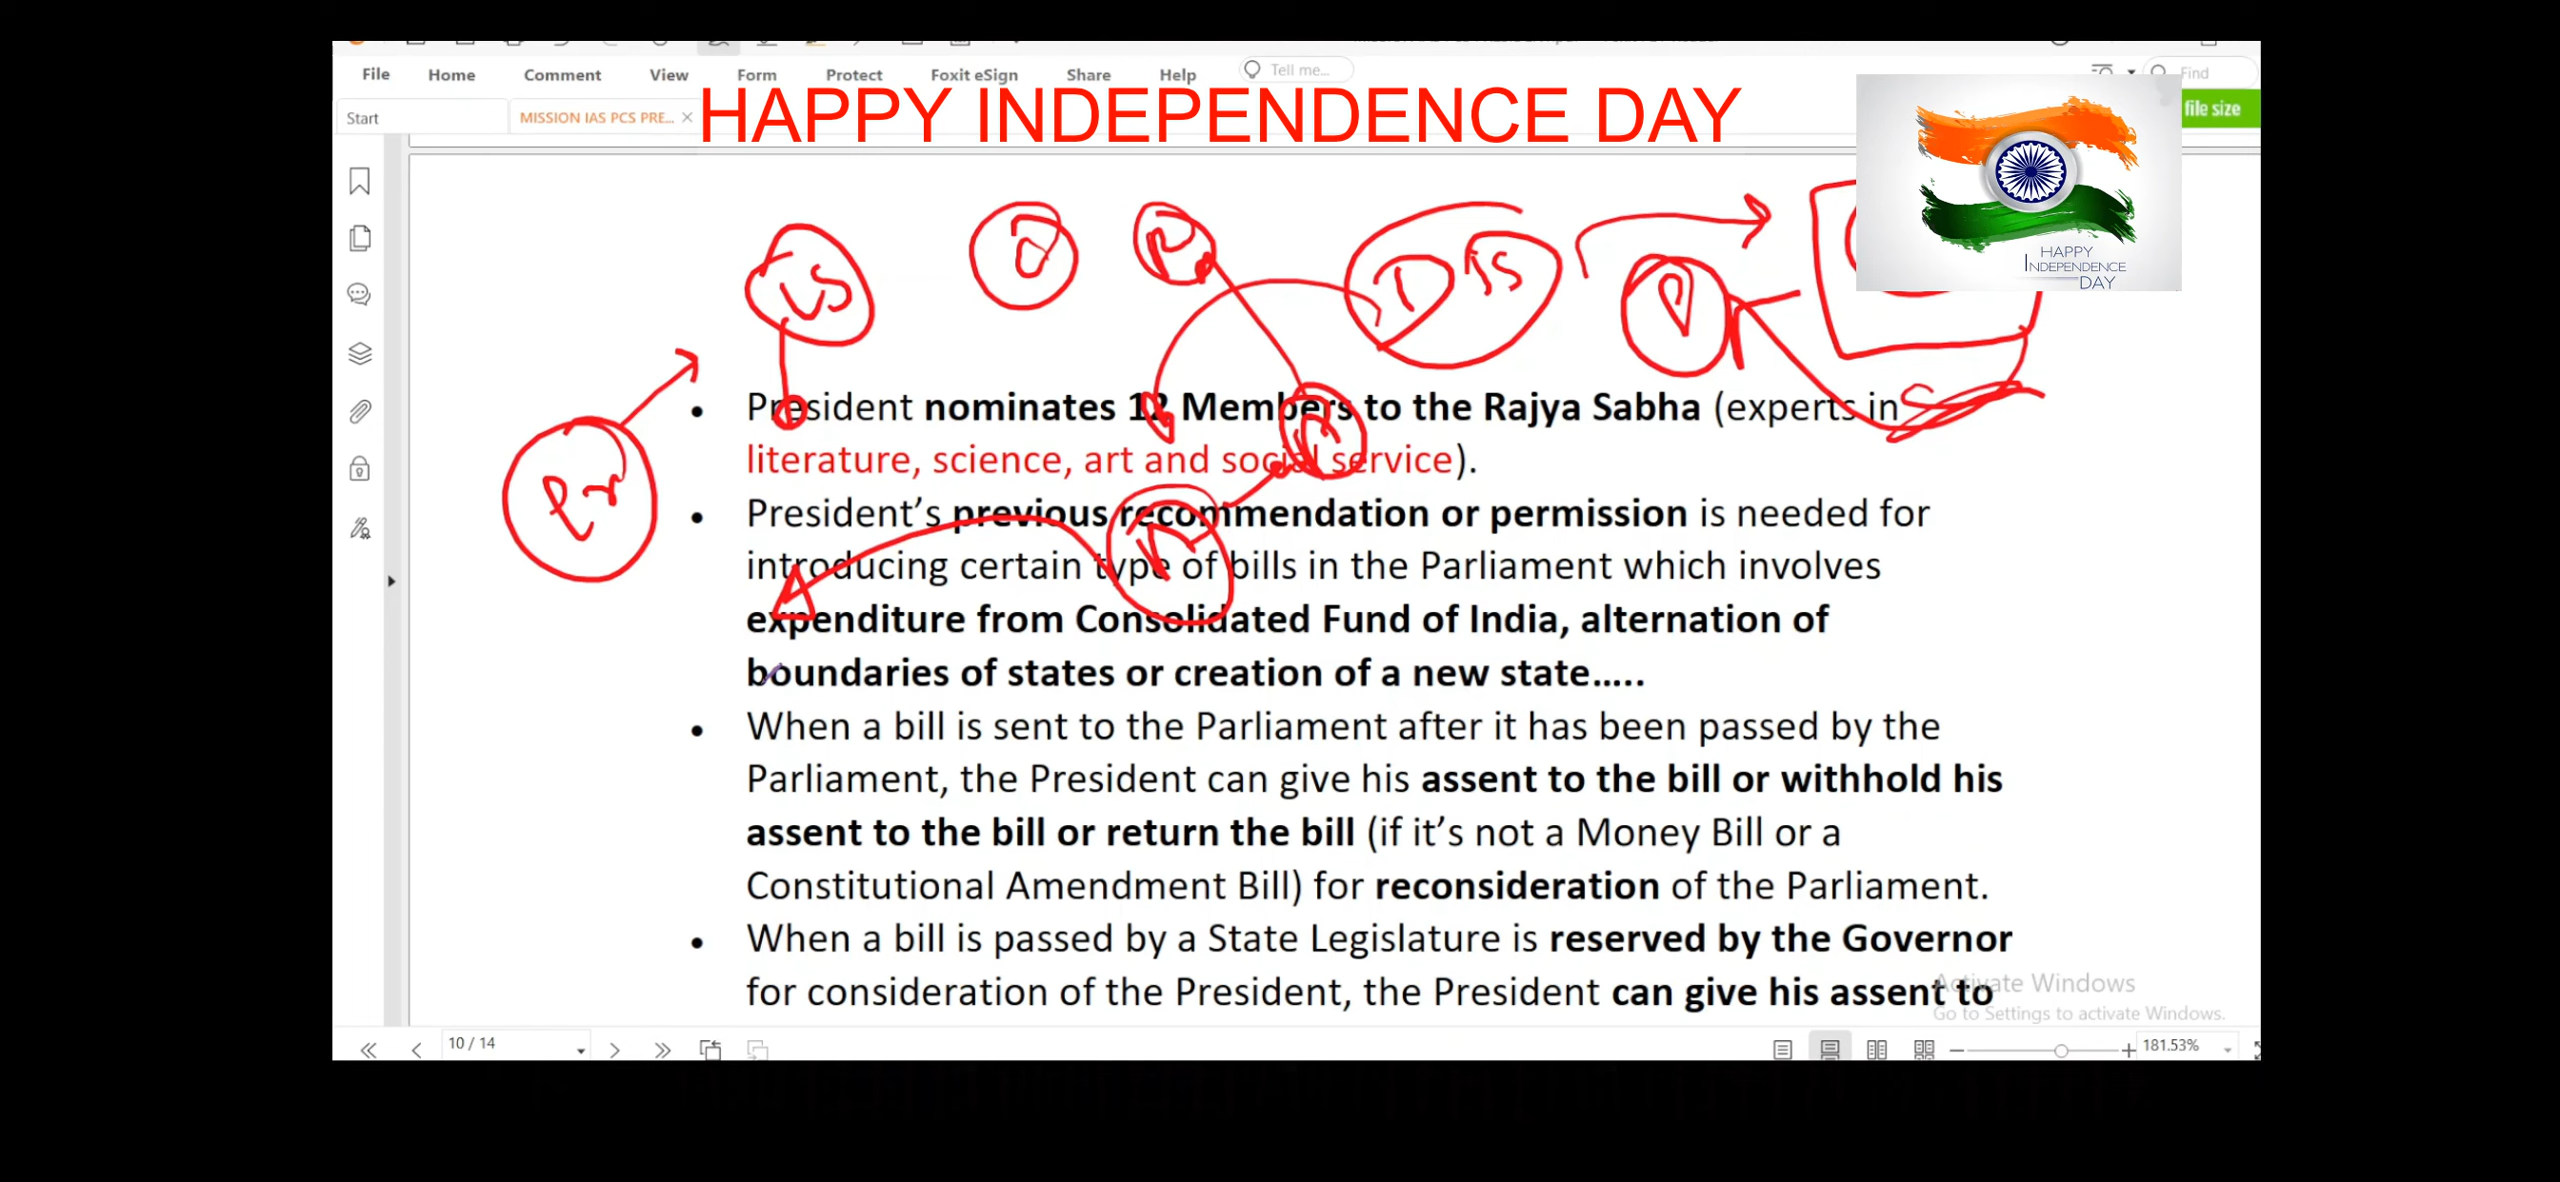 File Home Comment View Form Protect Foxit eSign Share Help Tell me... Find
Start MISSION IAS PCS PRE... HAPPY INDEPENDENCE DAY file size
HAPPY
INDEPENDENCE
DAY
• President nominates 12 Members to the Rajya Sabha (experts in
literature, science, art and social service).
• President’s previous recommendation or permission is needed for
introducing certain type of bills in the Parliament which involves
expenditure from Consolidated Fund of India, alternation of
boundaries of states or creation of a new state.....
• When a bill is sent to the Parliament after it has been passed by the
Parliament, the President can give his assent to the bill or withhold his
assent to the bill or return the bill (if it’s not a Money Bill or a
Constitutional Amendment Bill) for reconsideration of the Parliament.
• When a bill is passed by a State Legislature is reserved by the Governor
for consideration of the President, the President can give his assent to
Activate Windows
Go to Settings to activate Windows.
10 / 14 181.53%